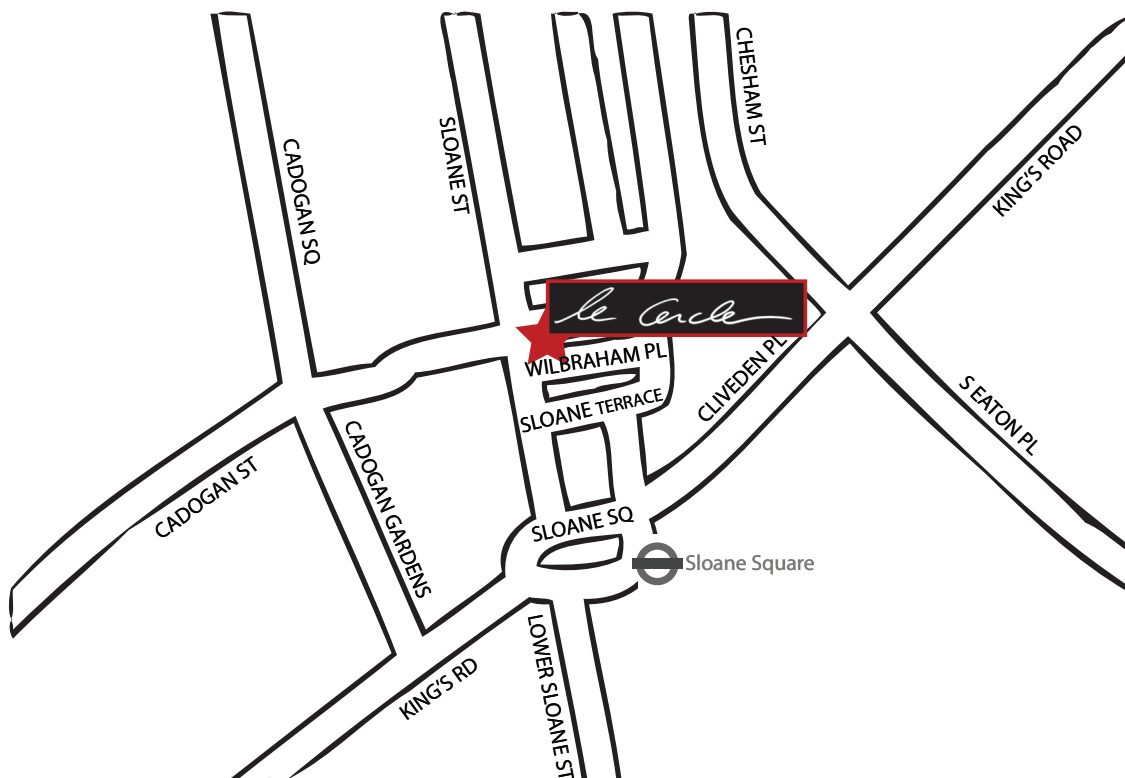 CHESHAM ST
SLOANE ST
KING'S ROAD
CADOGAN SQ
le Cercle
WILBRAHAM PL
CLIVEDEN PL
SLOANE TERRACE
S EATON PL
CADOGAN ST
CADOGAN GARDENS
SLOANE SQ
Sloane Square
KING'S RD
LOWER SLOANE ST